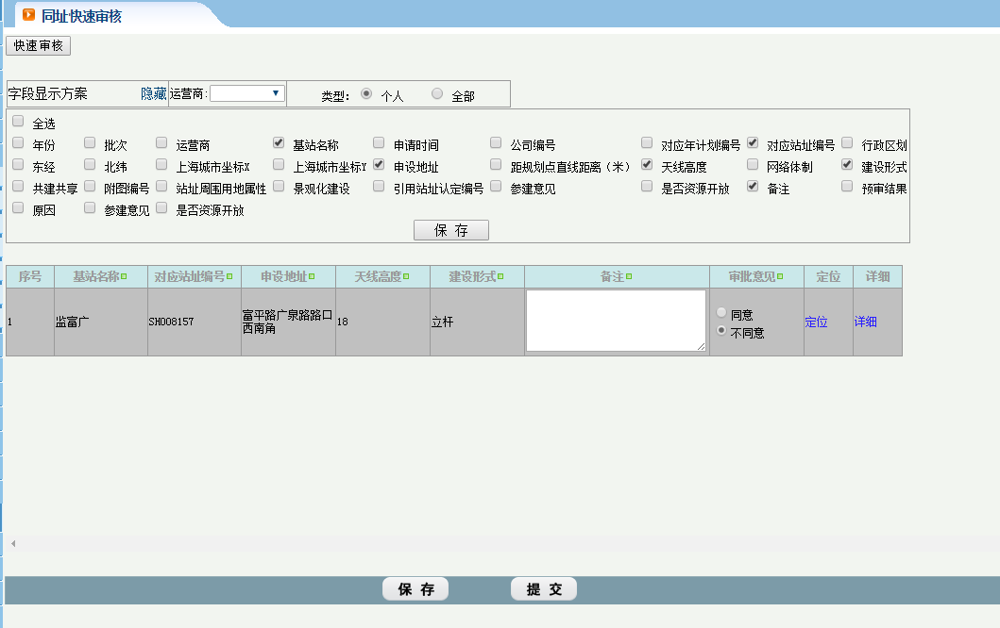 同址快速审核
快速审核
字段显示方案 隐藏 运营商: 类型: 个人 全部
全选
年份 批次 运营商 基站名称 申请时间 公司编号 对应年计划编号 对应站址编号 行政区划
东经 北纬 上海城市坐标X 上海城市坐标Y 申设地址 距规划点直线距离（米） 天线高度 网络体制 建设形式
共建共享 附图编号 站址周围用地属性 景观化建设 引用站址认定编号 参建意见 是否资源开放 备注 预审结果
原因 参建意见 是否资源开放
保 存
序号 基站名称 对应站址编号 申设地址 天线高度 建设形式 备注 审批意见 定位 详细
1 监富广 SH008157 富平路广泉路路口西南角 18 立杆 同意 不同意 定位 详细
保 存 提 交